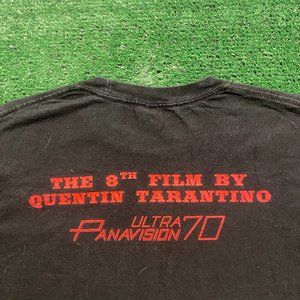 THE 8TH FILM BY
QUENTIN TARANTINO
ULTRA
PANAVISION 70